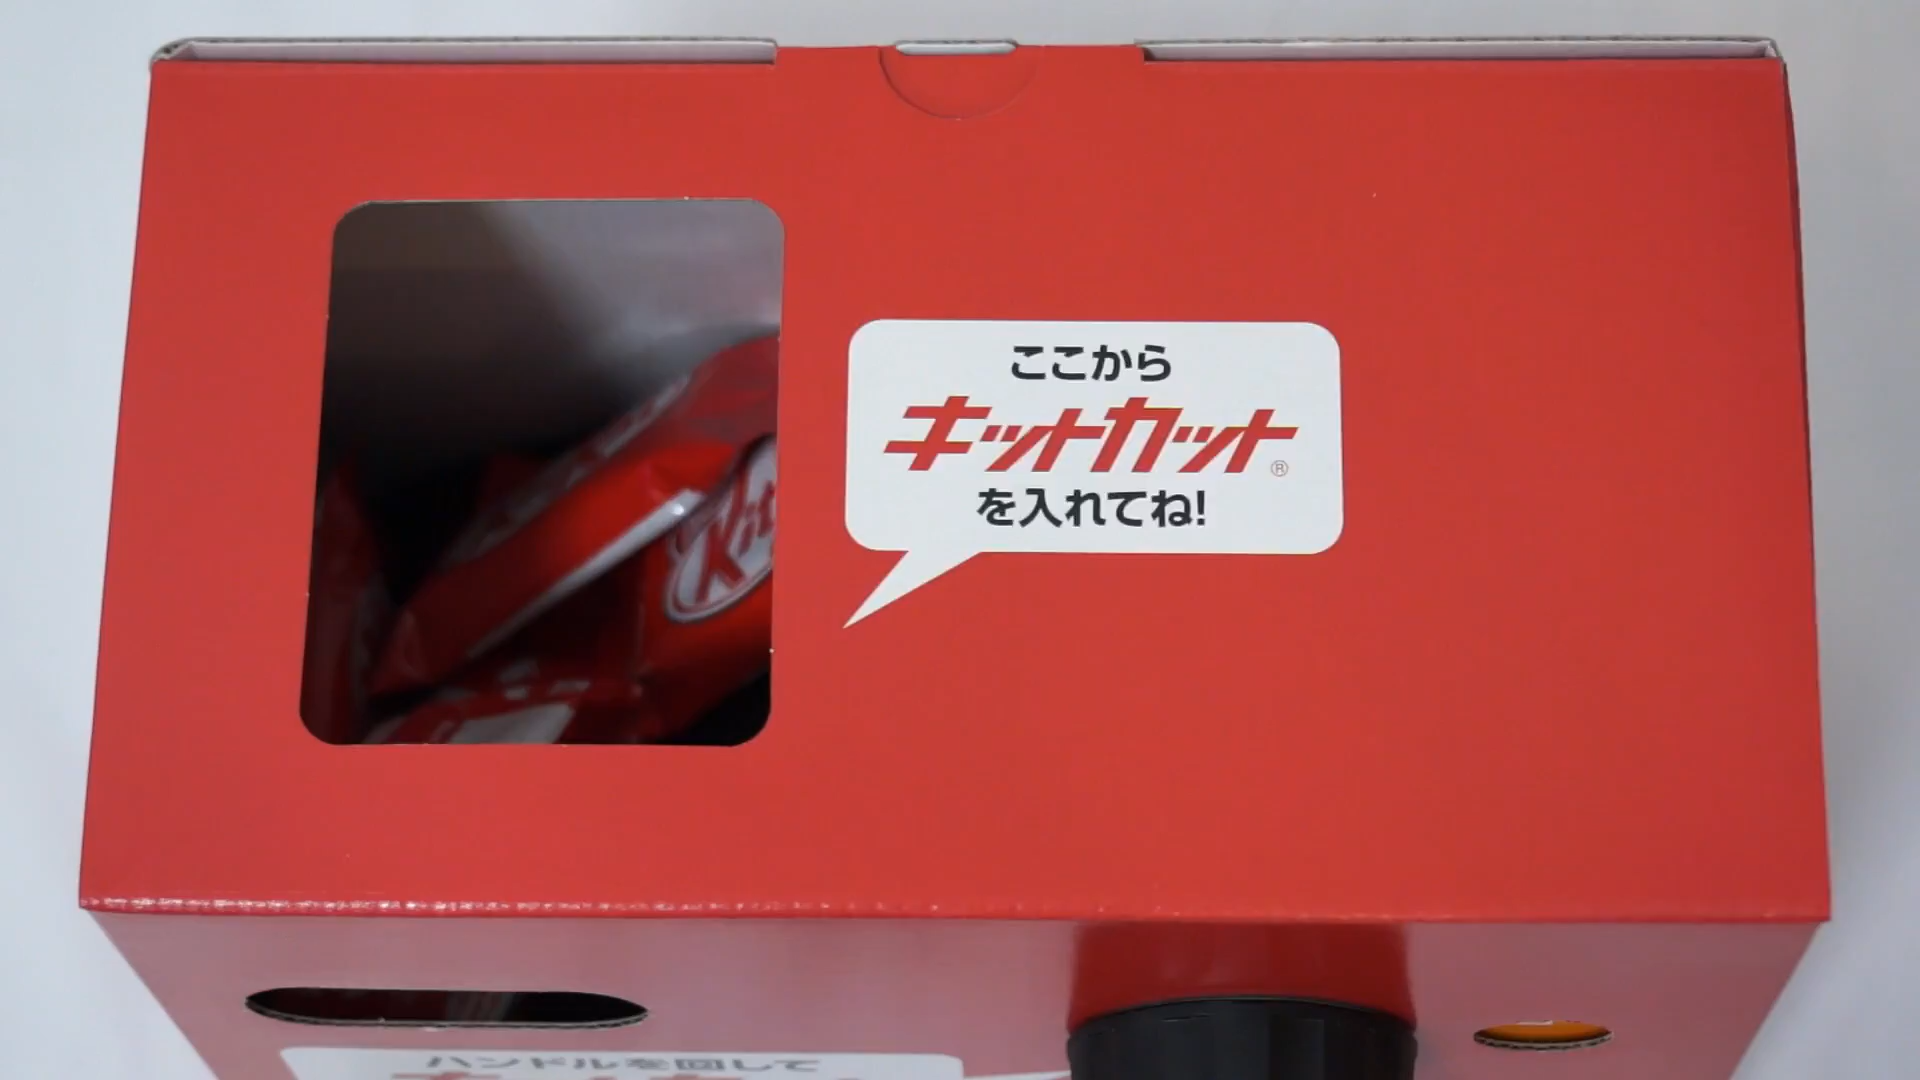 ここから
キットカット®
を入れてね!
Kit
ハンドルを回して